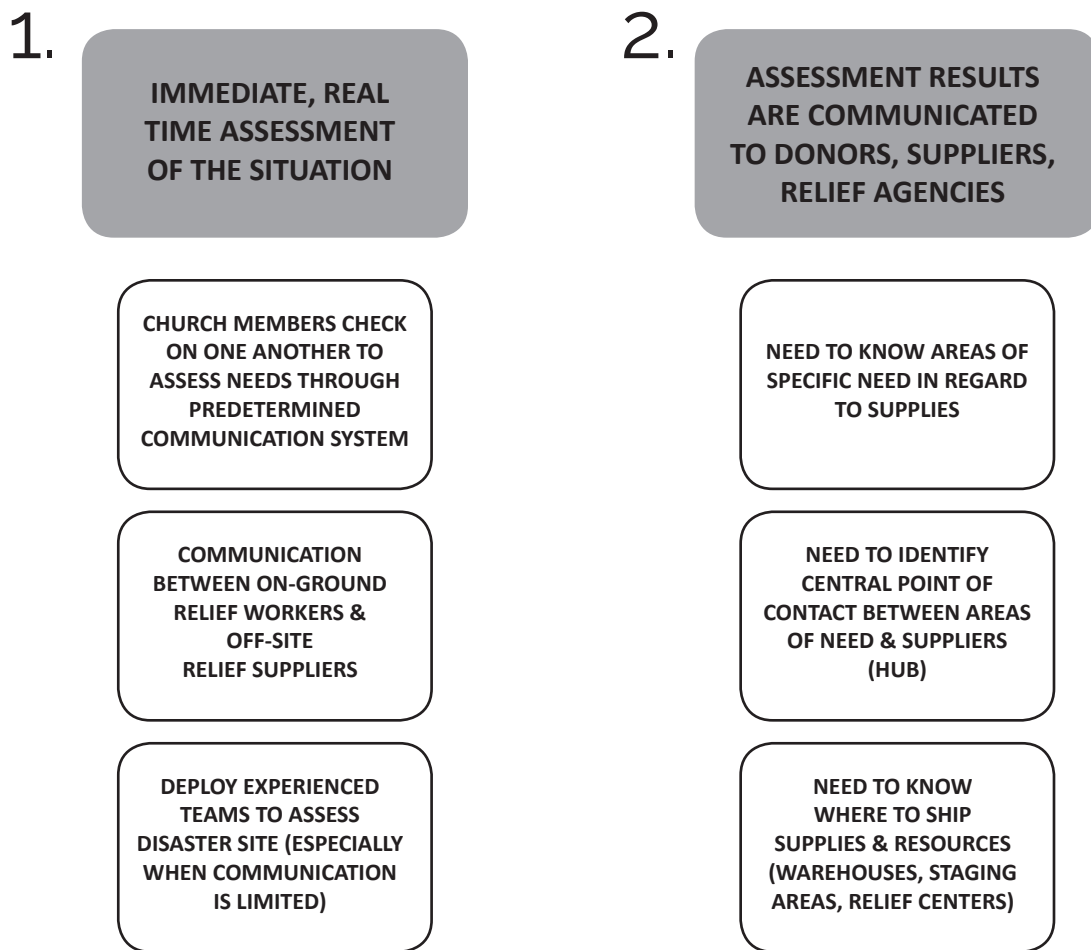 1.
IMMEDIATE, REAL
TIME ASSESSMENT
OF THE SITUATION
CHURCH MEMBERS CHECK
ON ONE ANOTHER TO
ASSESS NEEDS THROUGH
PREDETERMINED
COMMUNICATION SYSTEM
COMMUNICATION
BETWEEN ON-GROUND
RELIEF WORKERS &
OFF-SITE
RELIEF SUPPLIERS
DEPLOY EXPERIENCED
TEAMS TO ASSESS
DISASTER SITE (ESPECIALLY
WHEN COMMUNICATION
IS LIMITED)
2.
ASSESSMENT RESULTS
ARE COMMUNICATED
TO DONORS, SUPPLIERS,
RELIEF AGENCIES
NEED TO KNOW AREAS OF
SPECIFIC NEED IN REGARD
TO SUPPLIES
NEED TO IDENTIFY
CENTRAL POINT OF
CONTACT BETWEEN AREAS
OF NEED & SUPPLIERS
(HUB)
NEED TO KNOW
WHERE TO SHIP
SUPPLIES & RESOURCES
(WAREHOUSES, STAGING
AREAS, RELIEF CENTERS)